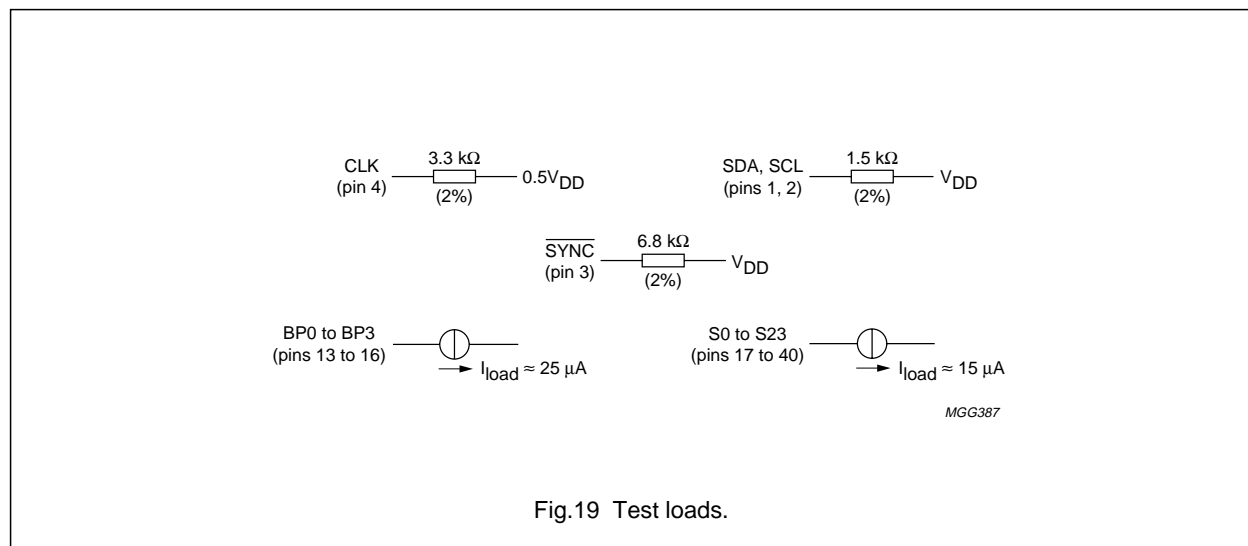 CLK
(pin 4)
3.3 kΩ
(2%)
0.5VDD
SDA, SCL
(pins 1, 2)
1.5 kΩ
(2%)
VDD
SYNC
(pin 3)
6.8 kΩ
(2%)
VDD
BP0 to BP3
(pins 13 to 16)
Iload ≈ 25 μA
S0 to S23
(pins 17 to 40)
Iload ≈ 15 μA
MGG387
Fig.19 Test loads.